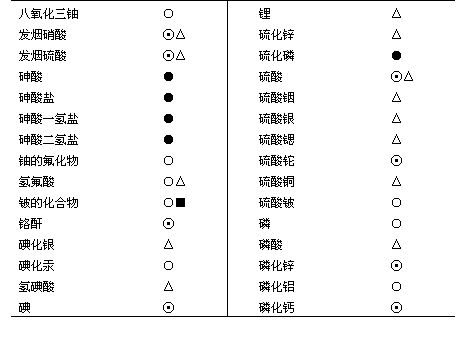 八氧化三铀 ○
发烟硝酸 ⊙△
发烟硫酸 ⊙△
砷酸 ●
砷酸盐 ●
砷酸一氢盐 ●
砷酸二氢盐 ●
铀的氟化物 ○
氢氟酸 ○△
铍的化合物 ○■
铬酐 ⊙
碘化银 △
碘化汞 ○
氢碘酸 △
碘 ⊙
锂 △
硫化锌 △
硫化磷 ●
硫酸 ⊙△
硫酸铟 △
硫酸银 △
硫酸锶 △
硫酸铊 ⊙
硫酸铜 △
硫酸铍 ○
磷 ○
磷酸 △
磷化锌 ⊙
磷化铝 ○
磷化钙 ⊙